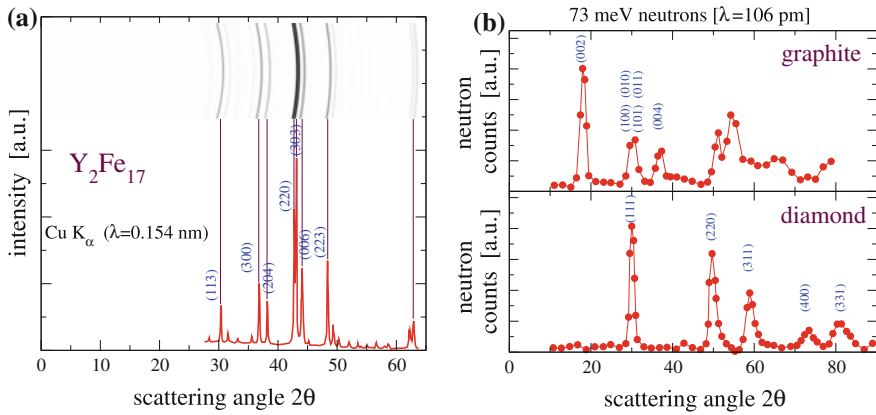 (a)
intensity [a.u.]
Y₂Fe₁₇
Cu Kα (λ=0.154 nm)
(113)
(300)
(204)
(220)
(303)
(006)
(223)
0 10 20 30 40 50 60
scattering angle 2θ
(b)
73 meV neutrons [λ=106 pm]
neutron
counts [a.u.]
graphite
(002)
(100) (010)
(101) (011)
(004)
neutron
counts [a.u.]
diamond
(111)
(220)
(311)
(400)
(331)
0 20 40 60 80
scattering angle 2θ